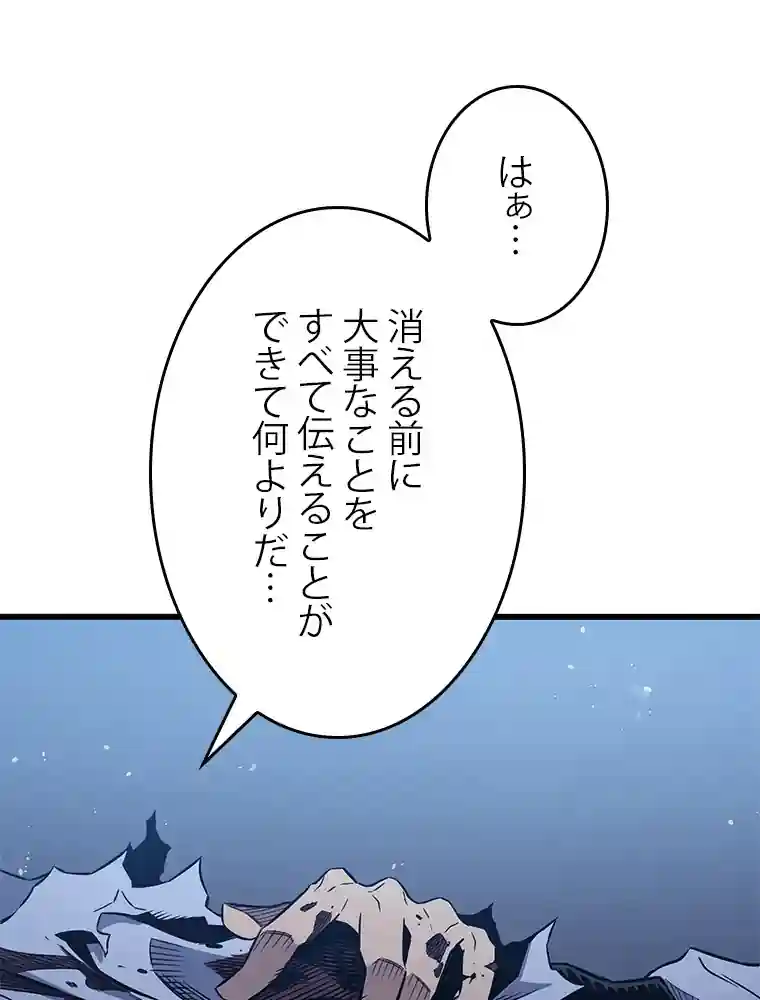 はぁ…
消える前に
大事なことを
すべて伝えることが
できて何よりだ…